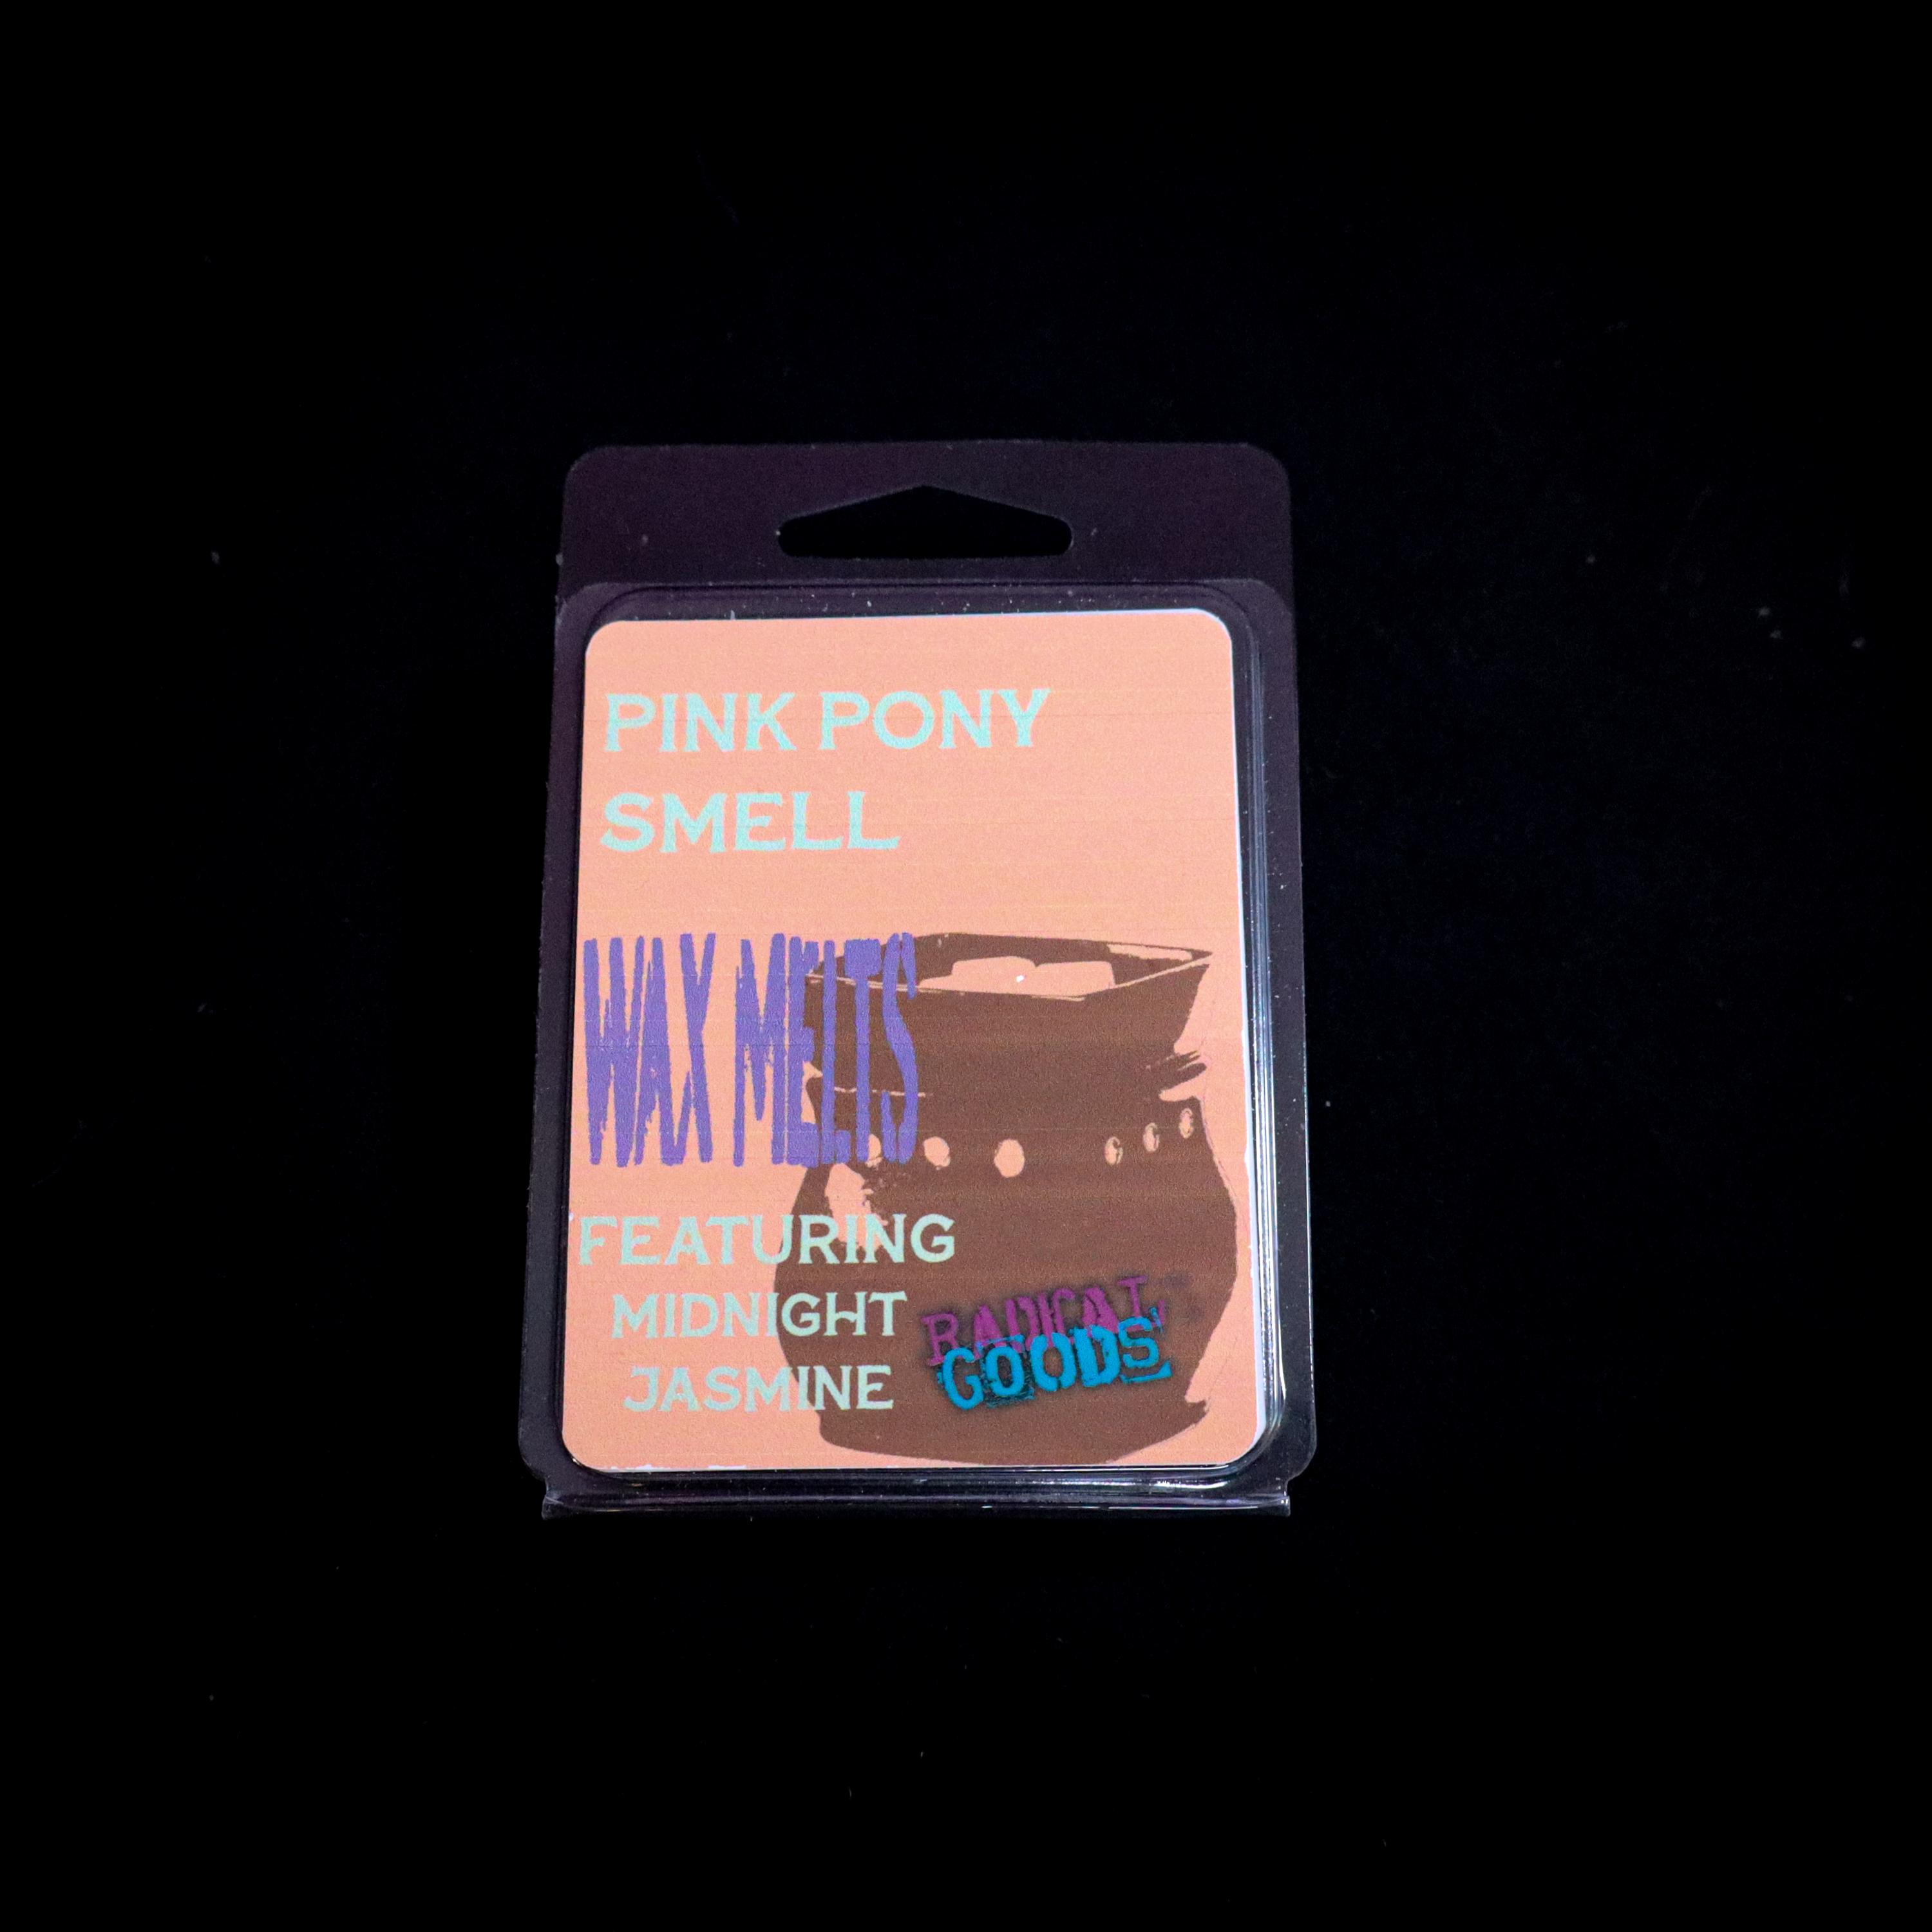 PINK PONY
SMELL
WAX MELTS
FEATURING
MIDNIGHT
JASMINE
RADICAL
GOODS